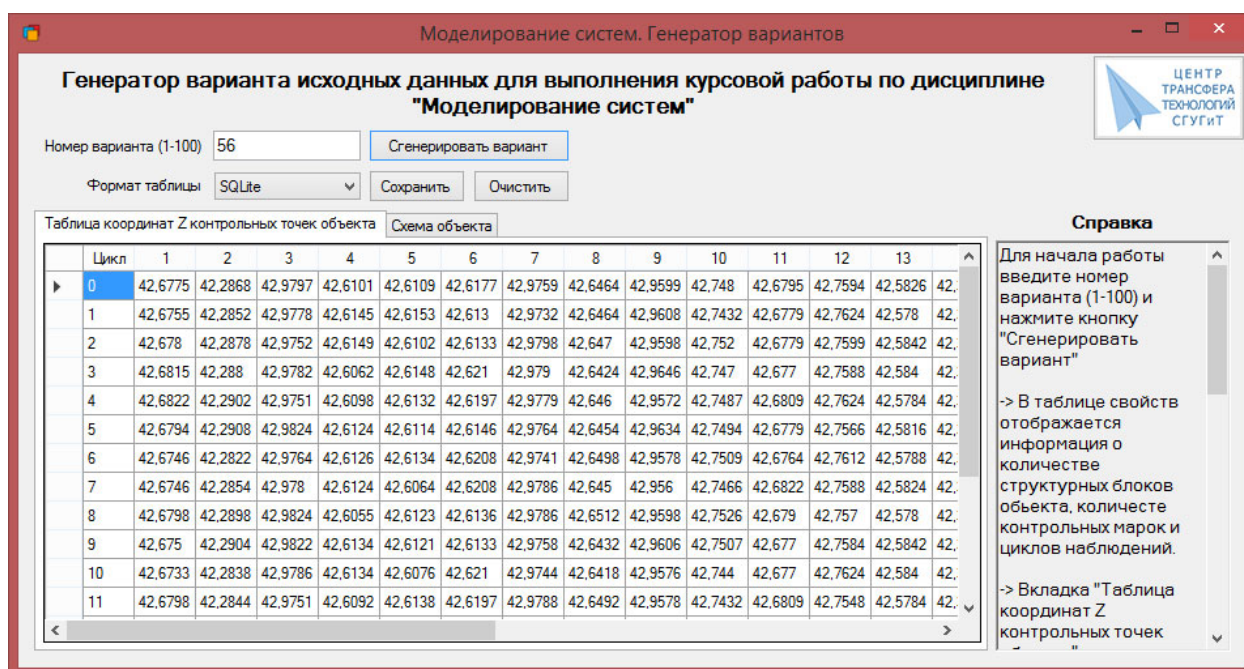 Моделирование систем. Генератор вариантов
Генератор варианта исходных данных для выполнения курсовой работы по дисциплине
"Моделирование систем"
ЦЕНТР
ТРАНСФЕРА
ТЕХНОЛОГИЙ
СГУГиТ
Номер варианта (1-100) 56 Сгенерировать вариант
Формат таблицы SQLite Сохранить Очистить
Таблица координат Z контрольных точек объекта Схема объекта
Цикл 1 2 3 4 5 6 7 8 9 10 11 12 13
0 42,6775 42,2868 42,9797 42,6101 42,6109 42,6177 42,9759 42,6464 42,9599 42,748 42,6795 42,7594 42,5826 42,
1 42,6755 42,2852 42,9778 42,6145 42,6153 42,613 42,9732 42,6464 42,9608 42,7432 42,6779 42,7624 42,578 42,
2 42,678 42,2878 42,9752 42,6149 42,6102 42,6133 42,9798 42,647 42,9598 42,752 42,6779 42,7599 42,5842 42,
3 42,6815 42,288 42,9782 42,6062 42,6148 42,621 42,979 42,6424 42,9646 42,747 42,677 42,7588 42,584 42,
4 42,6822 42,2902 42,9751 42,6098 42,6132 42,6197 42,9779 42,646 42,9572 42,7487 42,6809 42,7624 42,5784 42,
5 42,6794 42,2908 42,9824 42,6124 42,6114 42,6146 42,9764 42,6454 42,9634 42,7494 42,6779 42,7566 42,5816 42,
6 42,6746 42,2822 42,9764 42,6126 42,6134 42,6208 42,9741 42,6498 42,9578 42,7509 42,6764 42,7612 42,5788 42,
7 42,6746 42,2854 42,978 42,6124 42,6064 42,6208 42,9786 42,645 42,956 42,7466 42,6822 42,7588 42,5824 42,
8 42,6798 42,2898 42,9824 42,6055 42,6123 42,6136 42,9786 42,6512 42,9598 42,7526 42,679 42,757 42,578 42,
9 42,675 42,2904 42,9822 42,6134 42,6121 42,6133 42,9758 42,6432 42,9606 42,7507 42,677 42,7584 42,5842 42,
10 42,6733 42,2838 42,9786 42,6134 42,6076 42,621 42,9744 42,6418 42,9576 42,744 42,677 42,7624 42,584 42,
11 42,6798 42,2844 42,9751 42,6092 42,6138 42,6197 42,9788 42,6492 42,9578 42,7432 42,6809 42,7548 42,5784 42,
Справка
Для начала работы
введите номер
варианта (1-100) и
нажмите кнопку
"Сгенерировать
вариант"
-> В таблице свойств
отображается
информация о
количестве
структурных блоков
обьекта, количесте
контрольных марок и
циклов наблюдений.
-> Вкладка "Таблица
координат Z
контрольных точек